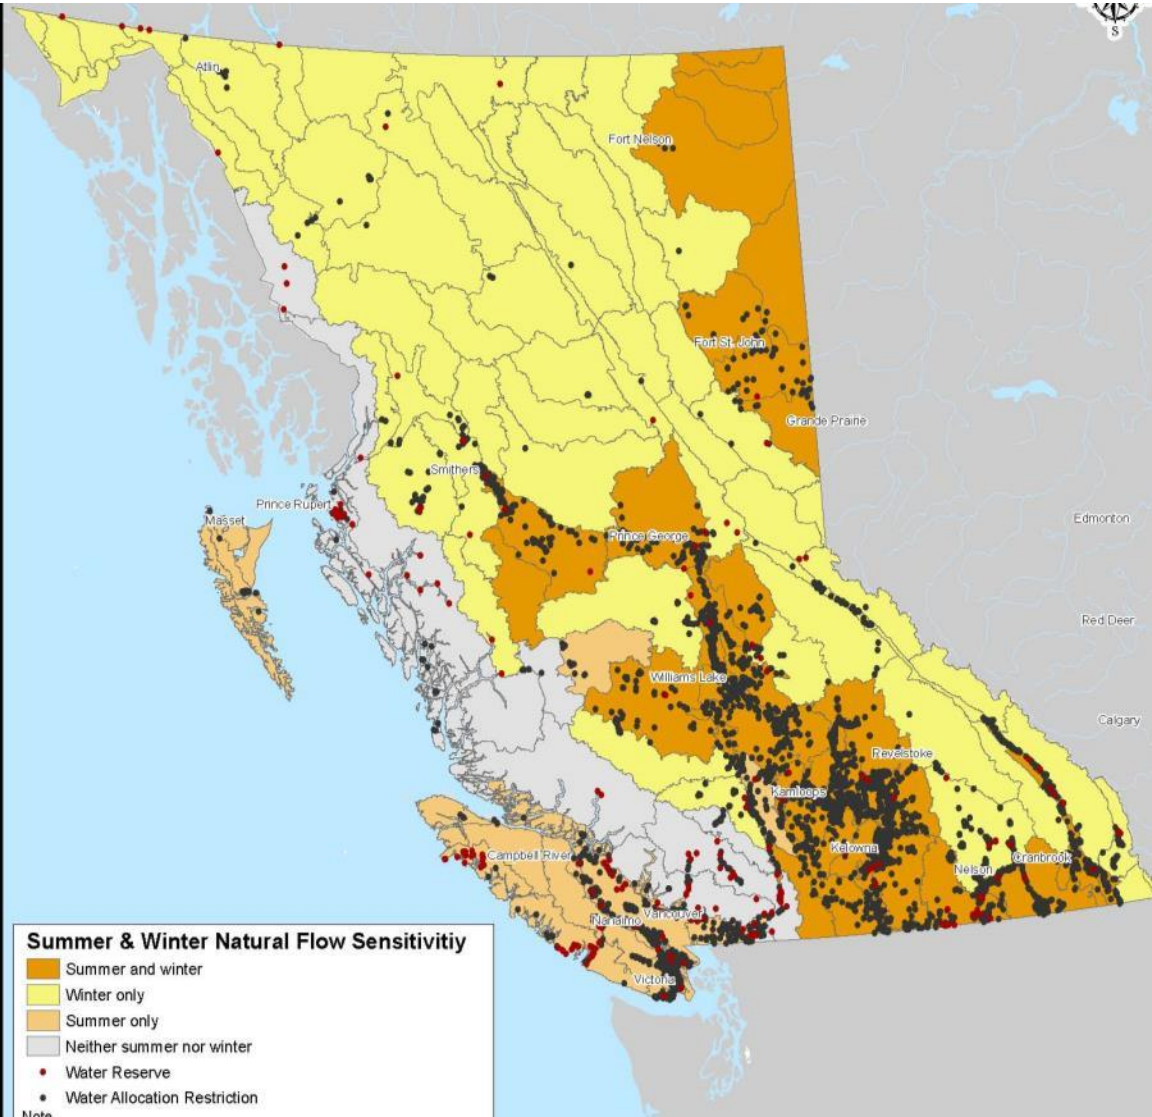 S
Atlin
Fort Nelson
Fort St. John
Grande Prairie
Smithers
Prince Rupert
Masset
Prince George
Edmonton
Red Deer
Williams Lake
Calgary
Revelstoke
Kamloops
Kelowna
Campbell River
Cranbrook
Nelson
Nanaimo
Vancouver
Victoria
Summer & Winter Natural Flow Sensitivitiy
Summer and winter
Winter only
Summer only
Neither summer nor winter
Water Reserve
Water Allocation Restriction
Note